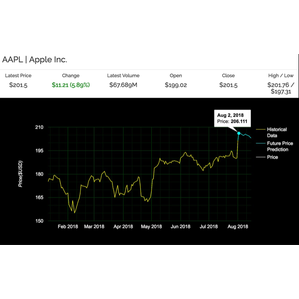 AAPL | Apple Inc.
Latest Price Change Latest Volume Open Close High / Low
$201.5 $11.21 (5.89%) $67.689M $199.02 $201.5 $201.76 /
$197.31
Aug 2, 2018
Price: 206.111
210
195
180
165
150
Price($USD)
Feb 2018 Mar 2018 Apr 2018 May 2018 Jun 2018 Jul 2018 Aug 2018
Historical
Data
Future Price
Prediction
Price